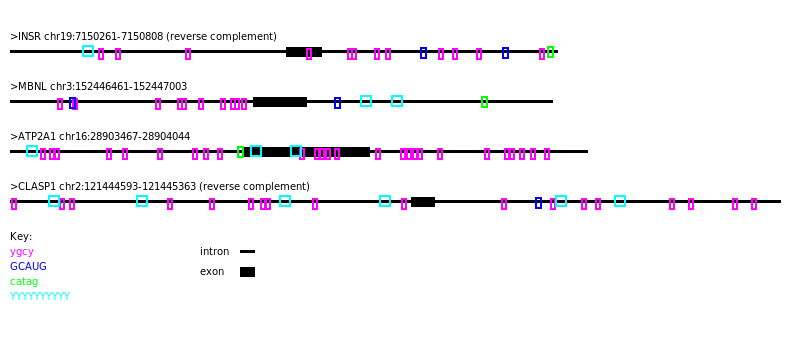 >INSR chr19:7150261-7150808 (reverse complement)
>MBNL chr3:152446461-152447003
>ATP2A1 chr16:28903467-28904044
>CLASP1 chr2:121444593-121445363 (reverse complement)
Key:
ygcy
intron
GCAUG
exon
catag
YYYYYYYYYY